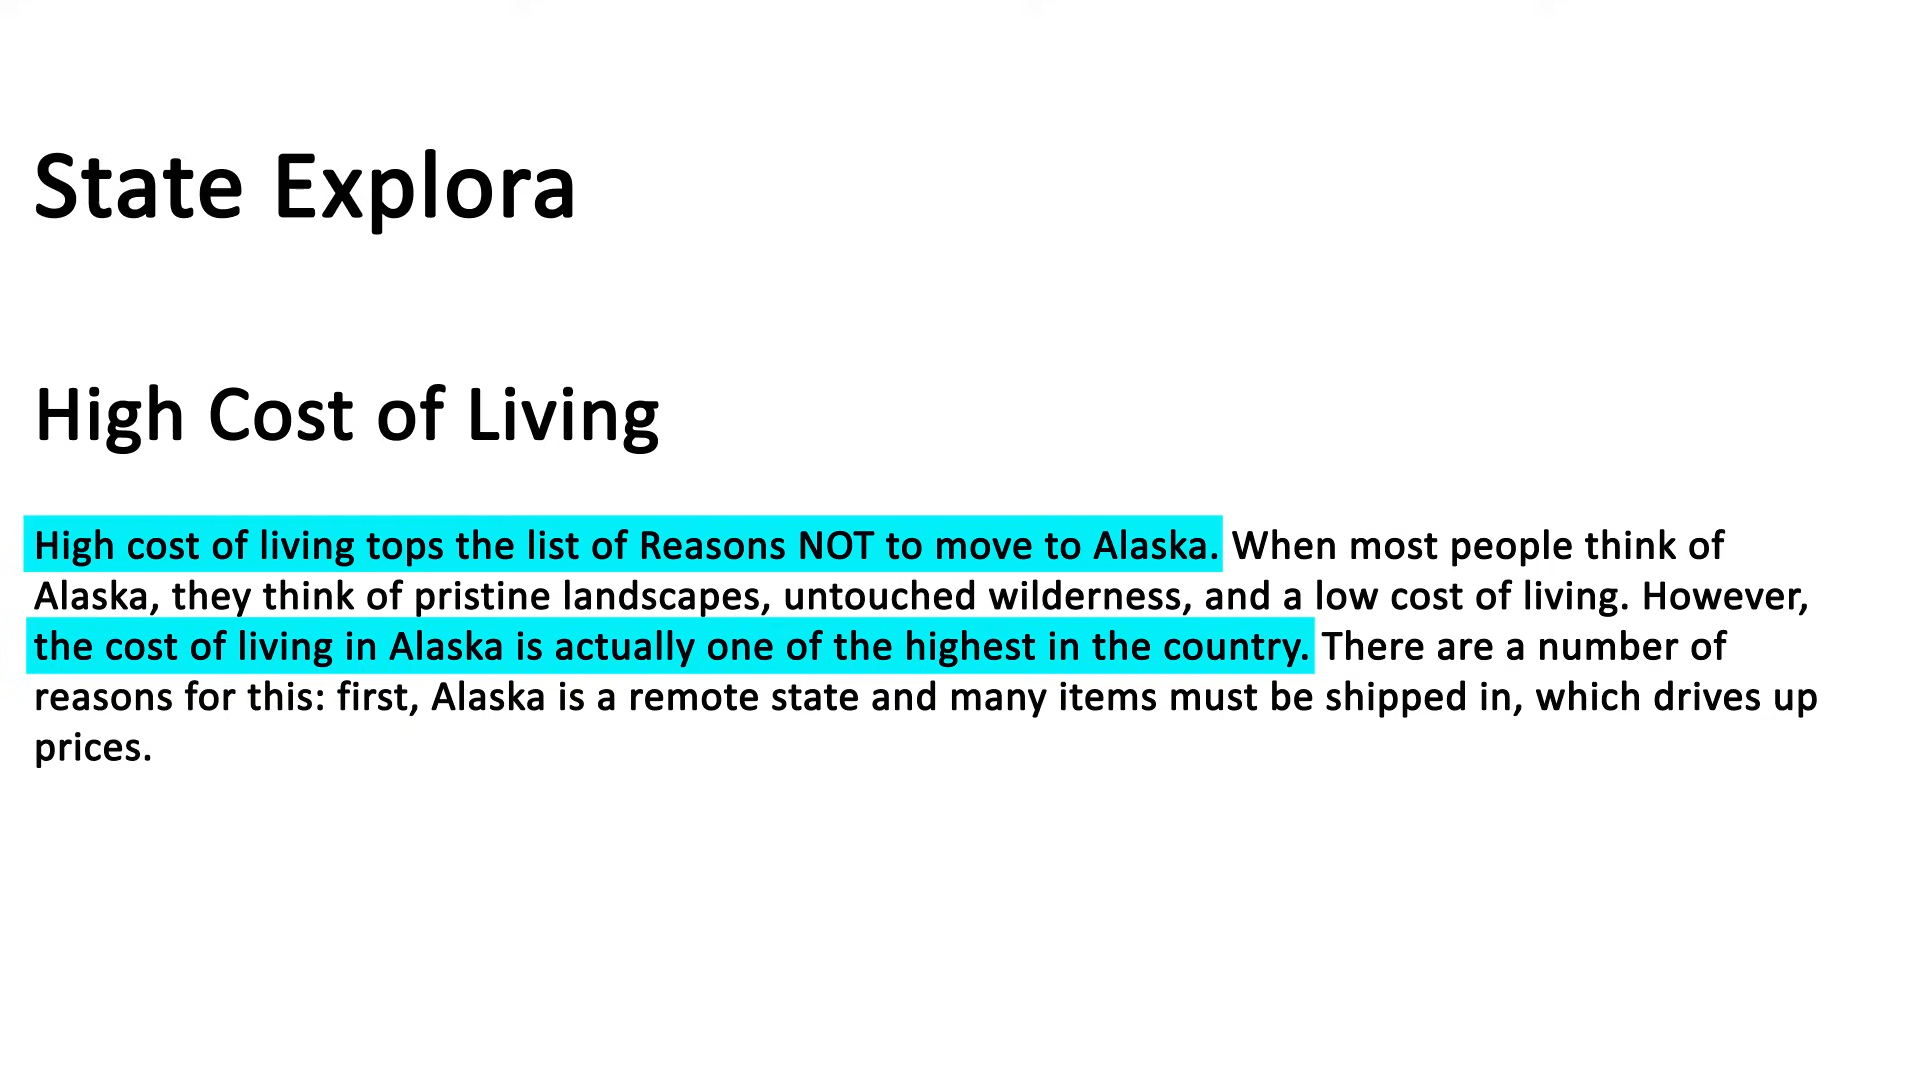 State Explora
High Cost of Living
High cost of living tops the list of Reasons NOT to move to Alaska. When most people think of
Alaska, they think of pristine landscapes, untouched wilderness, and a low cost of living. However,
the cost of living in Alaska is actually one of the highest in the country. There are a number of
reasons for this: first, Alaska is a remote state and many items must be shipped in, which drives up
prices.